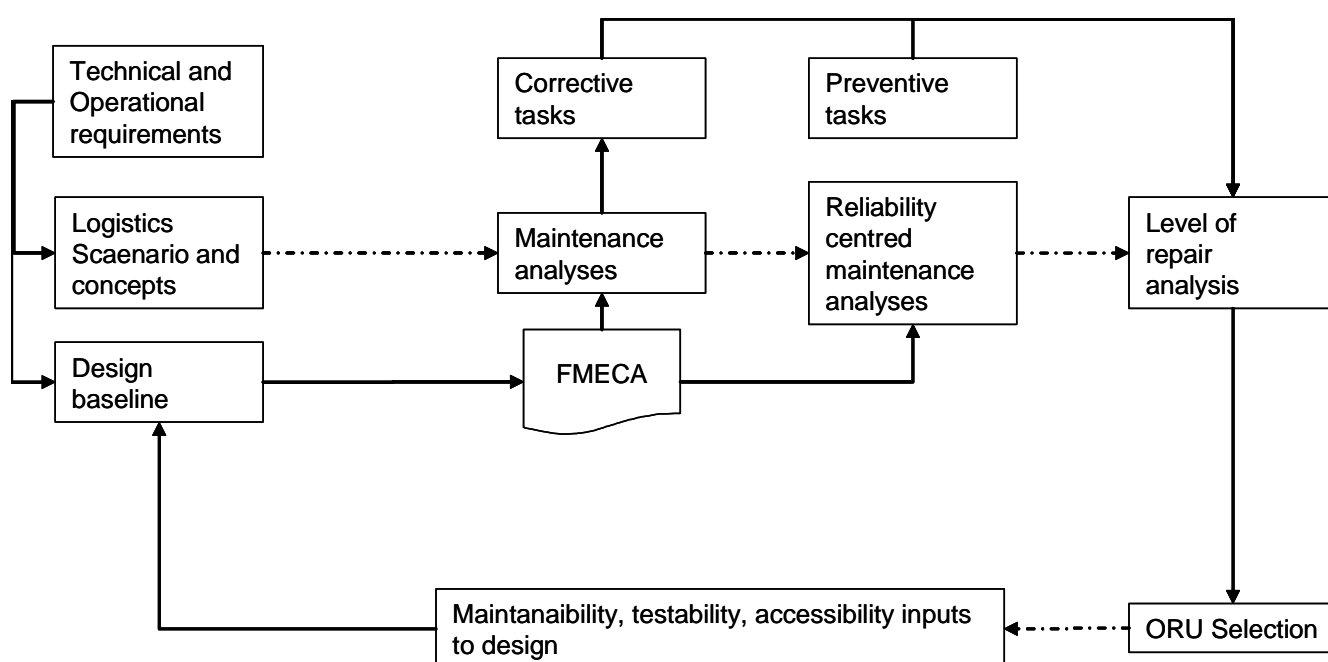 Technical and
Operational
requirements
Corrective
tasks
Preventive
tasks
Logistics
Scaenario and
concepts
Maintenance
analyses
Reliability
centred
maintenance
analyses
Level of
repair
analysis
Design
baseline
FMECA
Maintanaibility, testability, accessibility inputs
to design
ORU Selection